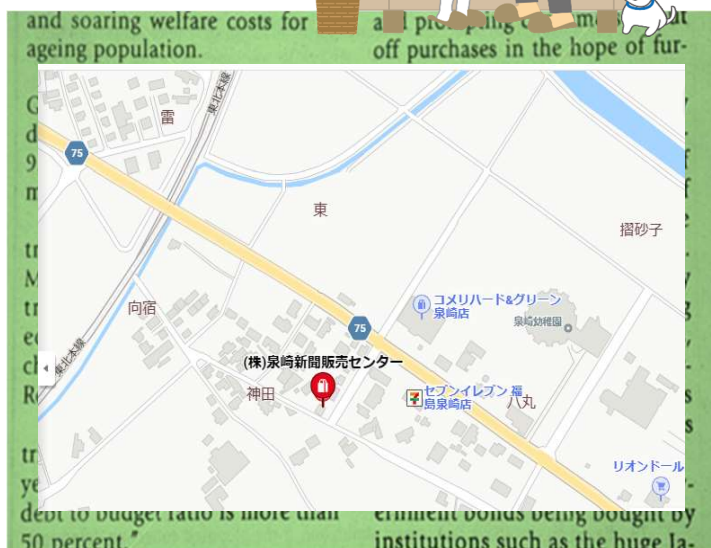 and soaring welfare costs for
ageing population.
off purchases in the hope of fur-
雷
東北本線
75
東
摺砂子
向宿
コメリハード&グリーン
泉崎店
泉崎幼稚園
75
(株)泉崎新聞販売センター
東北本線
神田
セブンイレブン 福
島泉崎店
八丸
リオンドール
debt to budget ratio is more than
50 percent."
ernment bonds being bought by
institutions such as the huge Ja-